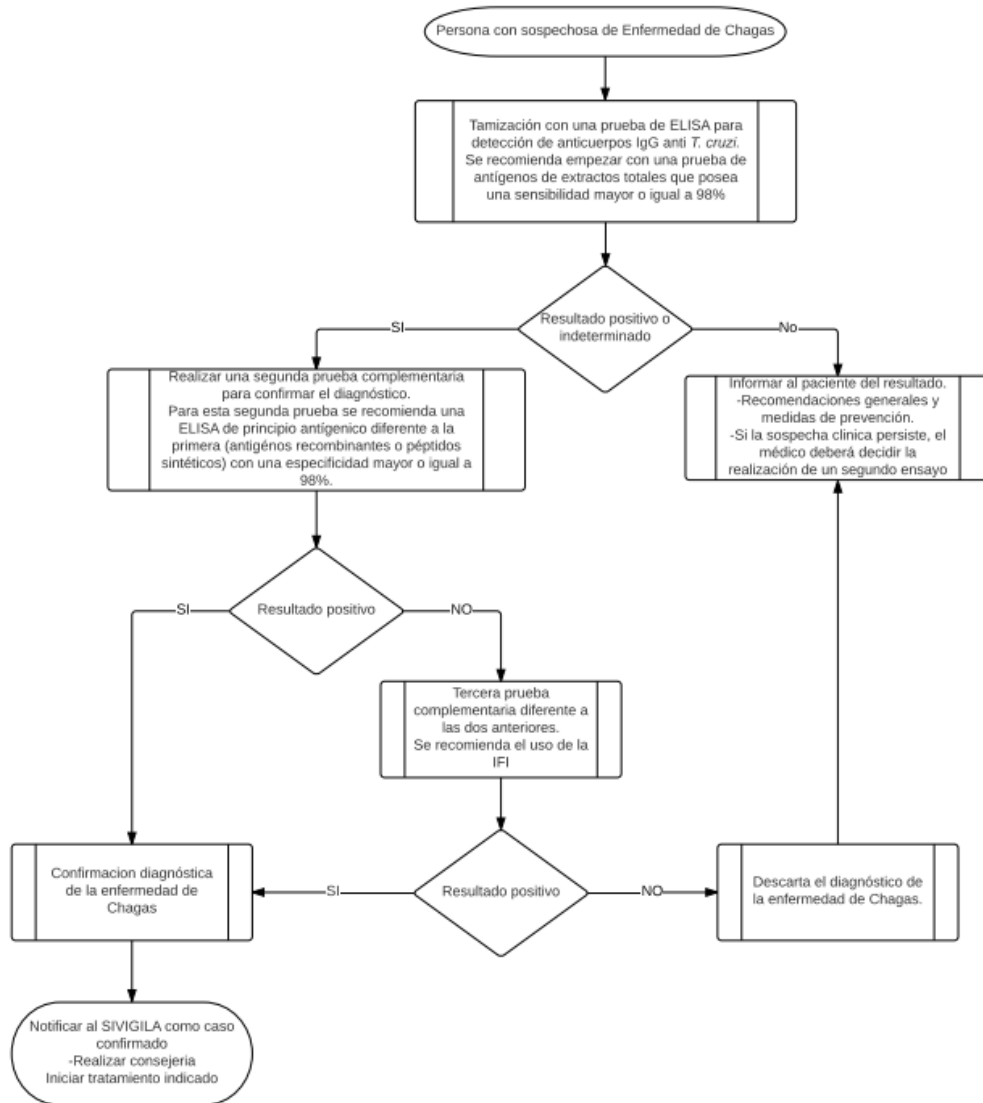 Persona con sospechosa de Enfermedad de Chagas
Tamización con una prueba de ELISA para
detección de anticuerpos IgG anti T. cruzi.
Se recomienda empezar con una prueba de
antígenos de extractos totales que posea
una sensibilidad mayor o igual a 98%
Resultado positivo o
indeterminado
SI
No
Realizar una segunda prueba complementaria
para confirmar el diagnóstico.
Para esta segunda prueba se recomienda una
ELISA de principio antígenico diferente a la
primera (antigénos recombinantes o péptidos
sintéticos) con una especificidad mayor o igual a
98%.
Informar al paciente del resultado.
-Recomendaciones generales y
medidas de prevención.
-Si la sospecha clinica persiste, el
médico deberá decidir la
realización de un segundo ensayo
Resultado positivo
SI
NO
Tercera prueba
complementaria diferente a
las dos anteriores.
Se recomienda el uso de la
IFI
Resultado positivo
SI
NO
Confirmacion diagnóstica
de la enfermedad de
Chagas
Descarta el diagnóstico de
la enfermedad de Chagas.
Notificar al SIVIGILA como caso
confirmado
-Realizar consejeria
Iniciar tratamiento indicado